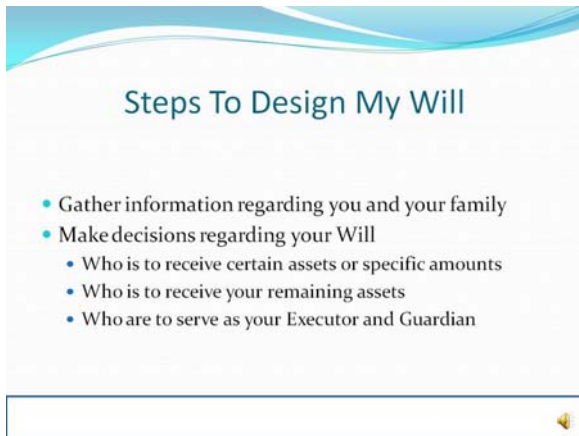 Steps To Design My Will
Gather information regarding you and your family
Make decisions regarding your Will
Who is to receive certain assets or specific amounts
Who is to receive your remaining assets
Who are to serve as your Executor and Guardian